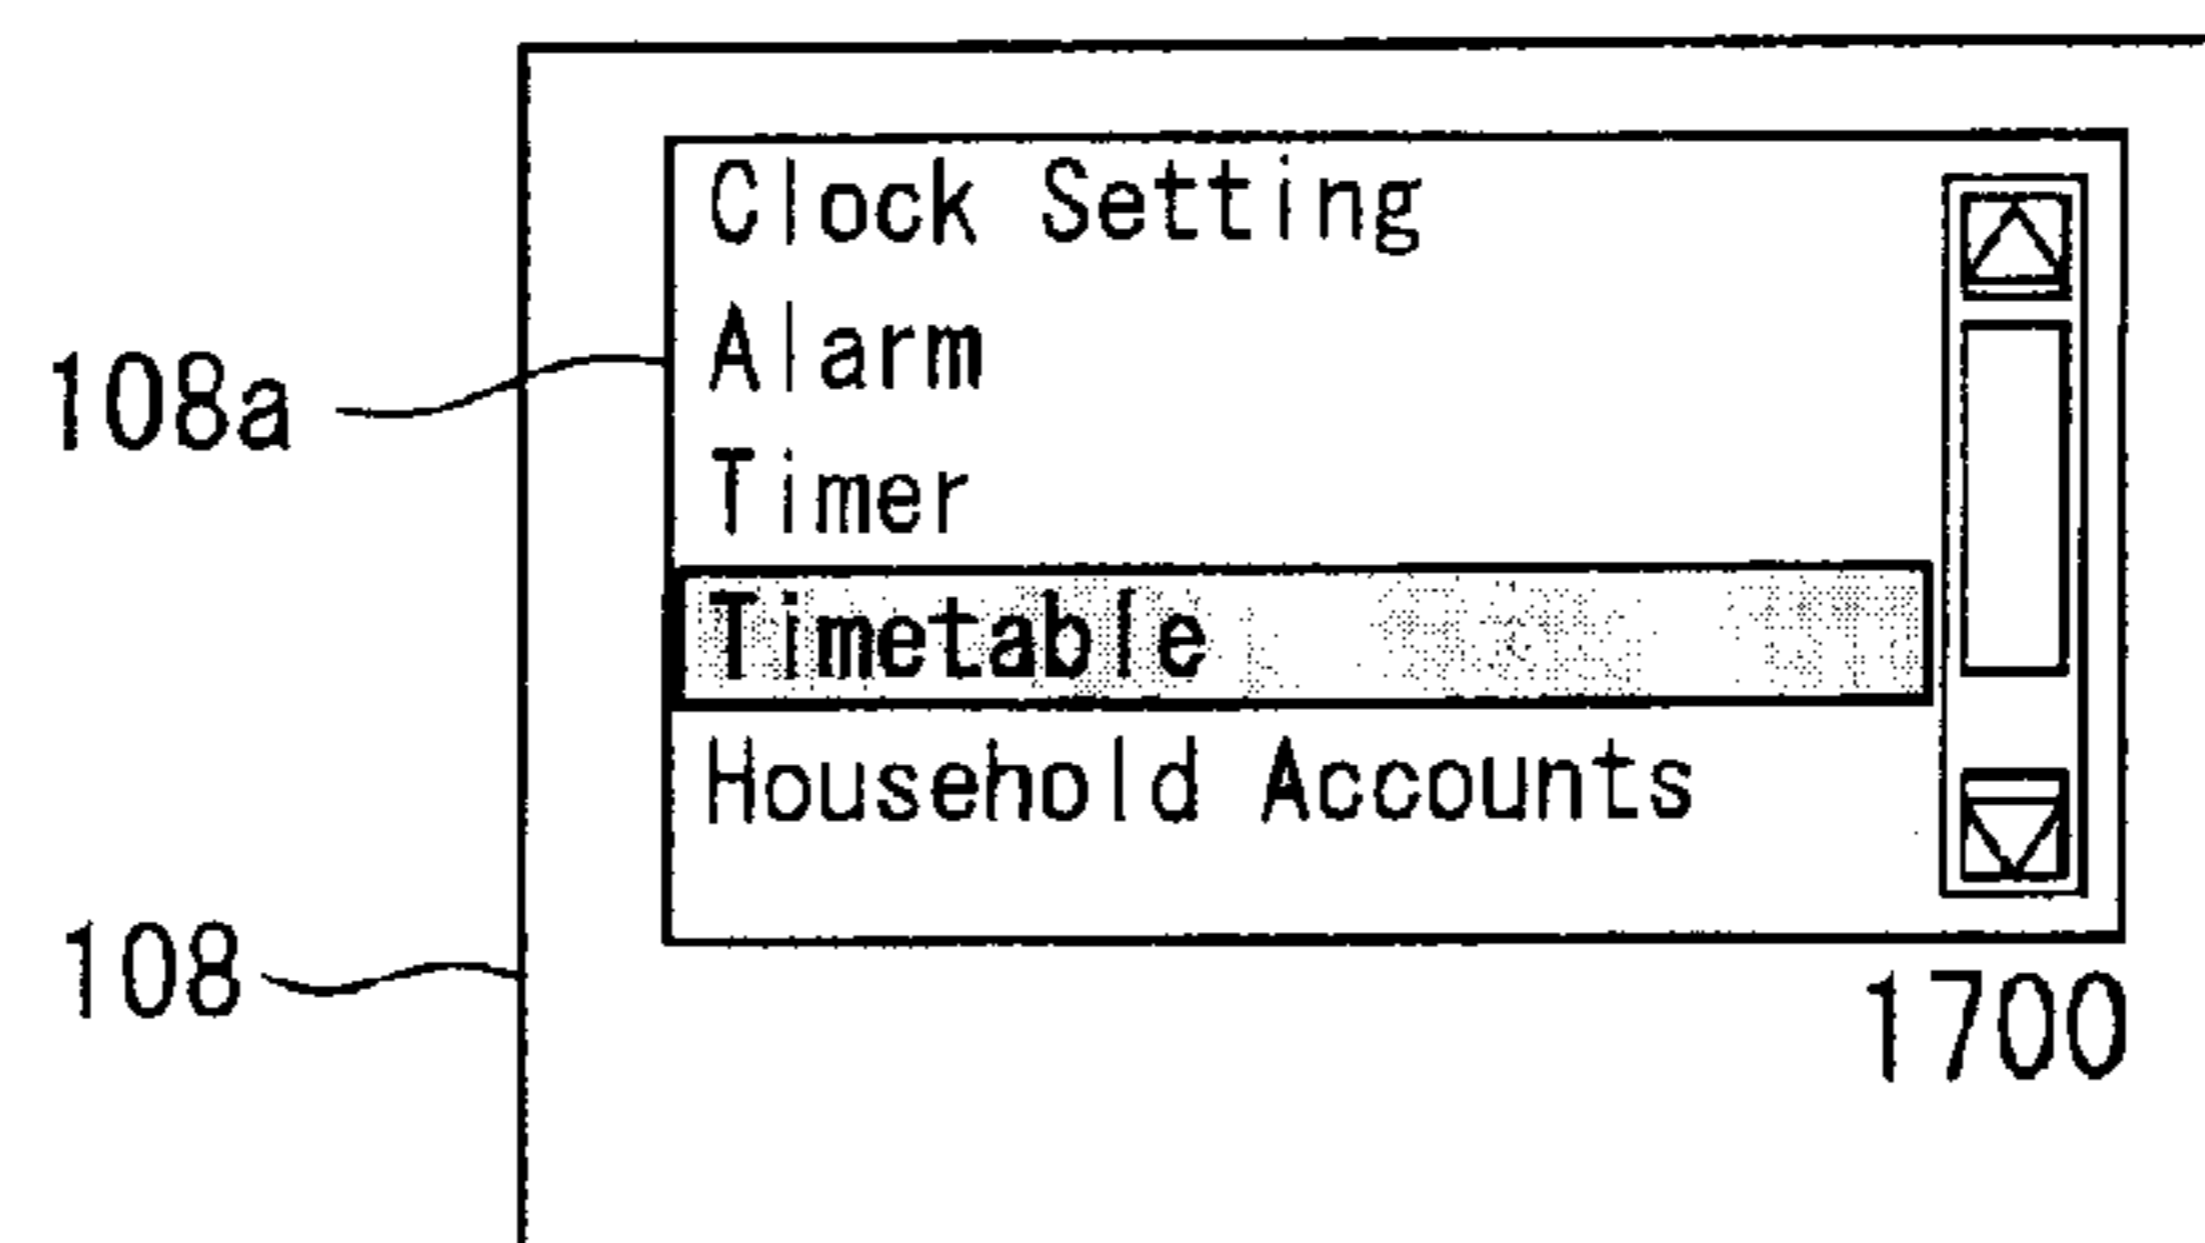 Clock Setting
108a
Alarm
Timer
Timetable
Household Accounts
108
1700